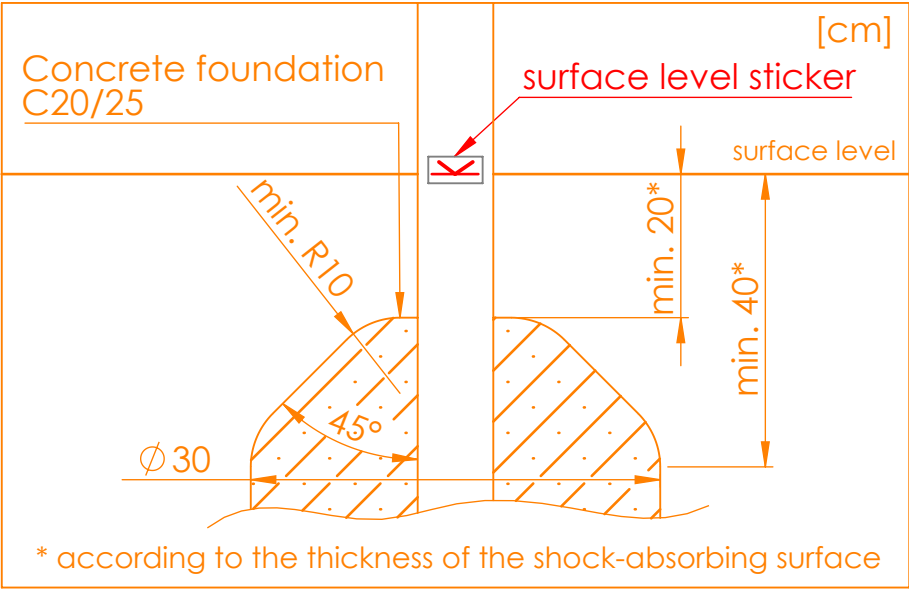 [cm]
Concrete foundation
C20/25
surface level sticker
surface level
min. R10
min. 20*
min. 40*
45°
∅30
* according to the thickness of the shock-absorbing surface